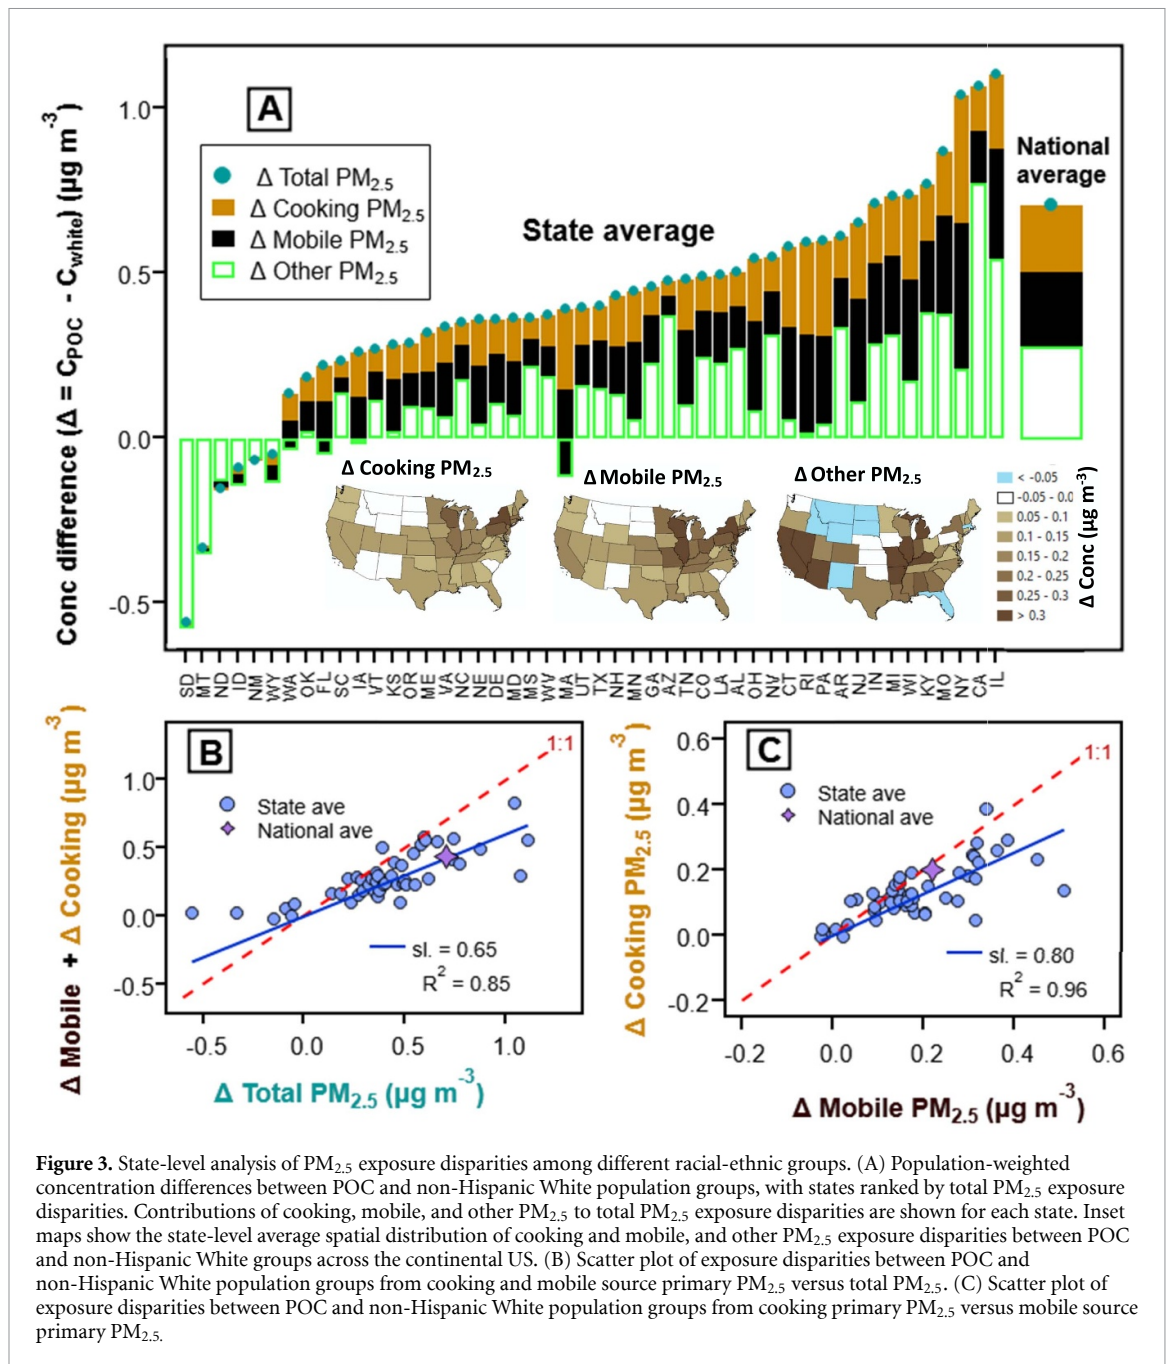 A
Conc difference (Δ = CPOC - Cwhite) (µg m-3)
1.0
0.5
0.0
-0.5
Δ Total PM2.5
Δ Cooking PM2.5
Δ Mobile PM2.5
Δ Other PM2.5
State average
National
average
Δ Cooking PM2.5
Δ Mobile PM2.5
Δ Other PM2.5
< -0.05
-0.05 - 0.0
0.05 - 0.1
0.1 - 0.15
0.15 - 0.2
0.2 - 0.25
0.25 - 0.3
> 0.3
Δ Conc (µg m-3)
SD MT ND ID NM WY WA OK FL SC IA VT KS OR ME VA NC NE DE MD MS WV MA UT TX NH MN GA AZ TN CO LA AL OH NV CT RI PA AR NJ IN MI WI KY MO NY CA IL
B
Δ Mobile + Δ Cooking (µg m-3)
1.0
0.5
0.0
-0.5
1:1
State ave
National ave
sl. = 0.65
R2 = 0.85
-0.5 0.0 0.5 1.0
Δ Total PM2.5 (µg m-3)
C
Δ Cooking PM2.5 (µg m-3)
0.6
0.4
0.2
0.0
-0.2
1:1
State ave
National ave
sl. = 0.80
R2 = 0.96
-0.2 0.0 0.2 0.4 0.6
Δ Mobile PM2.5 (µg m-3)
Figure 3. State-level analysis of PM2.5 exposure disparities among different racial-ethnic groups. (A) Population-weighted
concentration differences between POC and non-Hispanic White population groups, with states ranked by total PM2.5 exposure
disparities. Contributions of cooking, mobile, and other PM2.5 to total PM2.5 exposure disparities are shown for each state. Inset
maps show the state-level average spatial distribution of cooking and mobile, and other PM2.5 exposure disparities between POC
and non-Hispanic White groups across the continental US. (B) Scatter plot of exposure disparities between POC and
non-Hispanic White population groups from cooking and mobile source primary PM2.5 versus total PM2.5. (C) Scatter plot of
exposure disparities between POC and non-Hispanic White population groups from cooking primary PM2.5 versus mobile source
primary PM2.5.